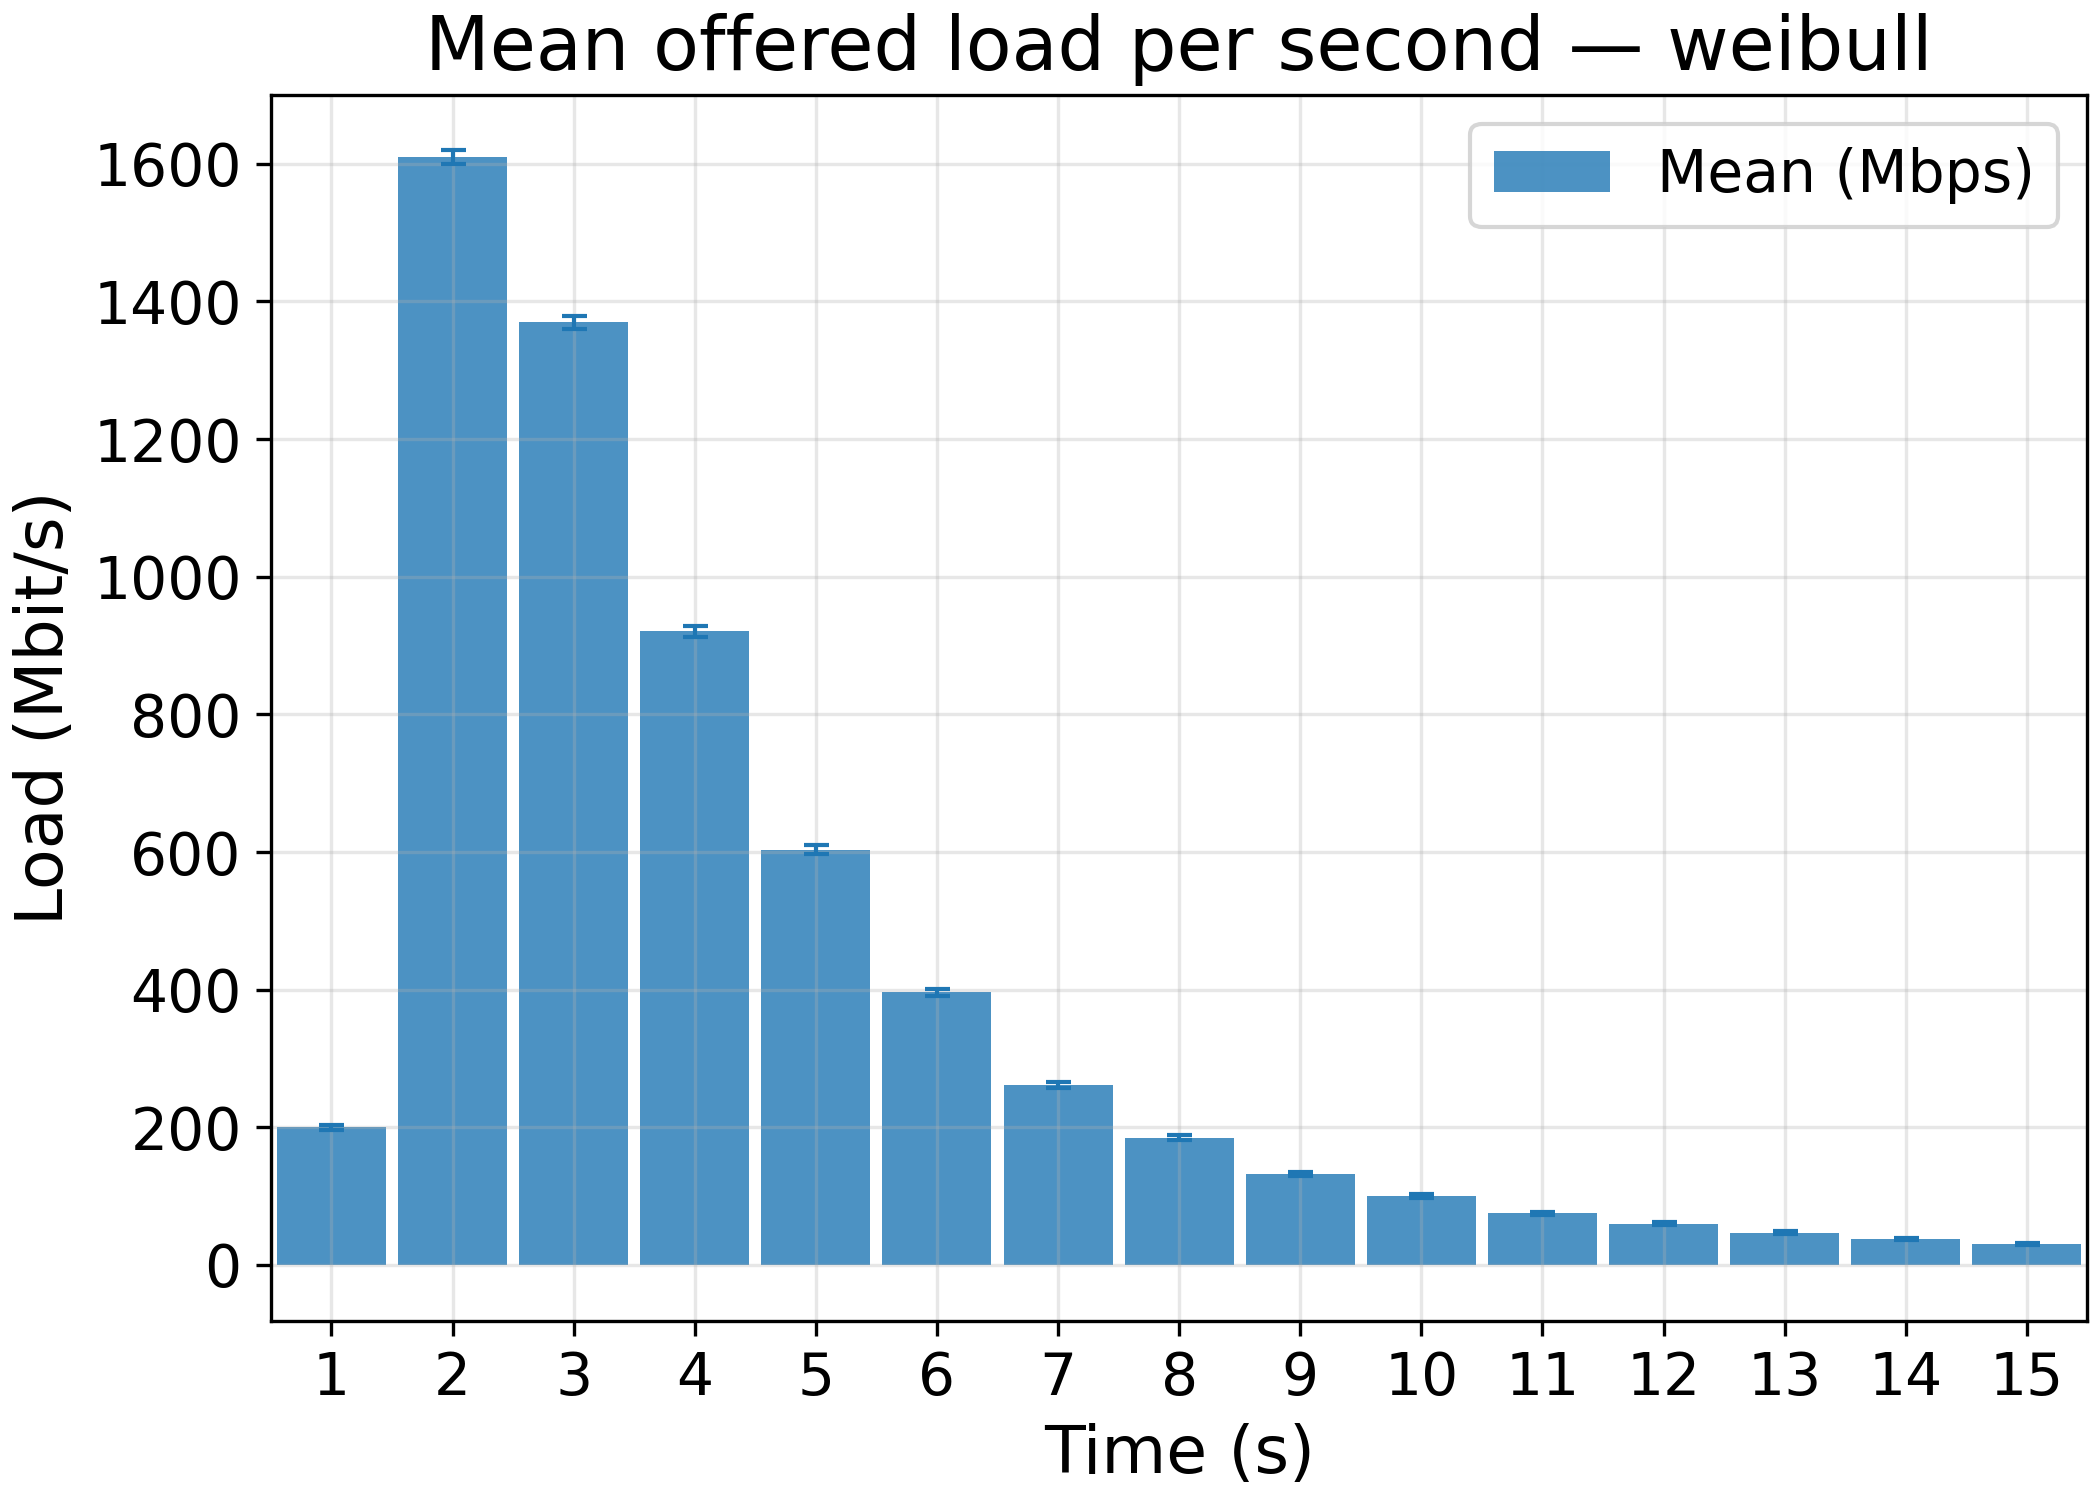 Mean offered load per second — weibull
Mean (Mbps)
Load (Mbit/s)
1600
1400
1200
1000
800
600
400
200
0
1 2 3 4 5 6 7 8 9 10 11 12 13 14 15
Time (s)